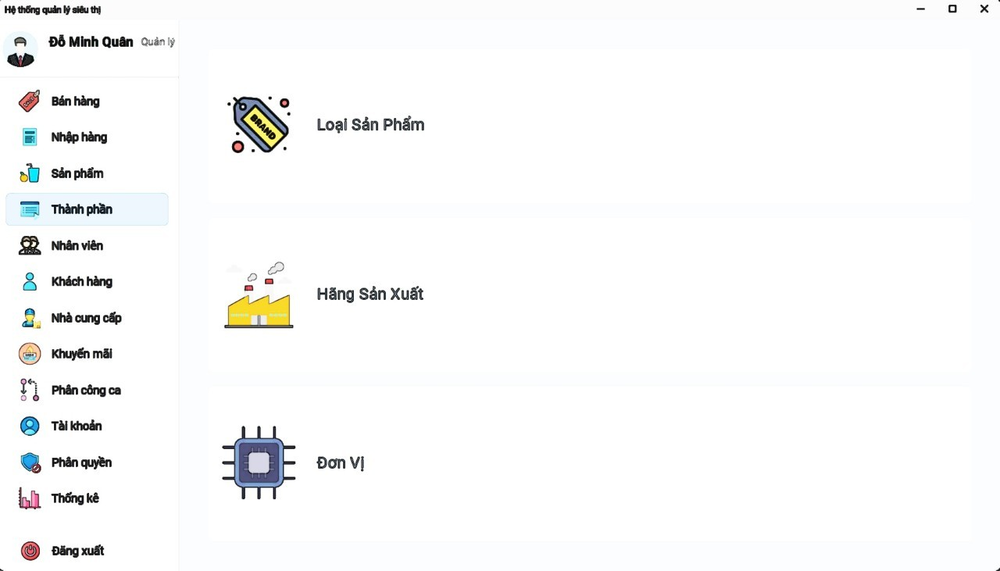 Hệ thống quản lý siêu thị
Đỗ Minh Quân Quản lý
Bán hàng
Nhập hàng
Sản phẩm
Thành phần
Nhân viên
Khách hàng
Nhà cung cấp
Khuyến mãi
Phân công ca
Tài khoản
Phân quyền
Thống kê
Đăng xuất
BRAND
Loại Sản Phẩm
Hãng Sản Xuất
Đơn Vị